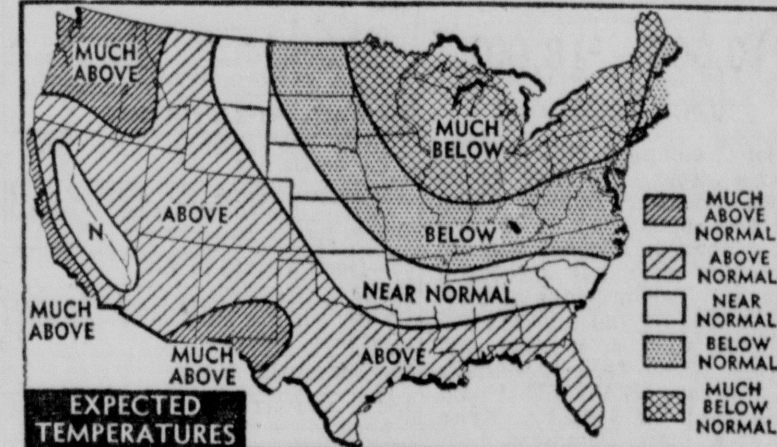 MUCH
ABOVE
MUCH
BELOW
ABOVE
N
BELOW
NEAR NORMAL
MUCH
ABOVE
MUCH
ABOVE
ABOVE
EXPECTED
TEMPERATURES
MUCH
ABOVE
NORMAL
ABOVE
NORMAL
NEAR
NORMAL
BELOW
NORMAL
MUCH
BELOW
NORMAL